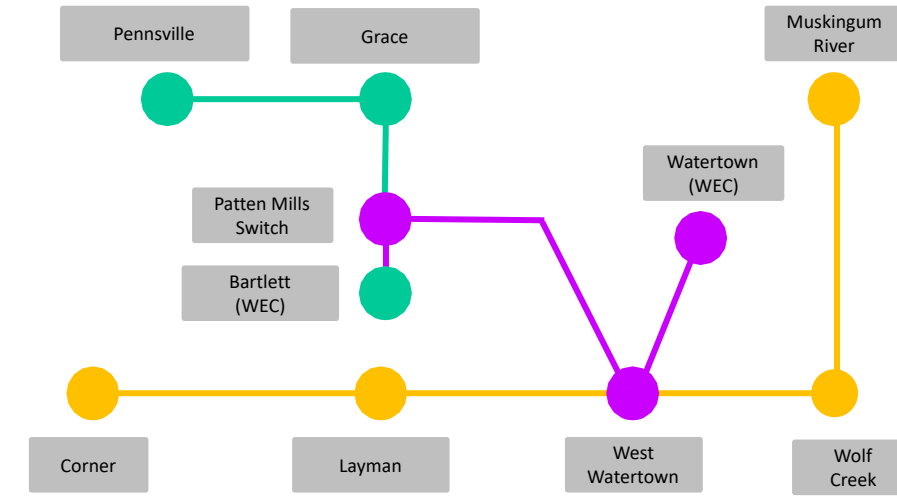 Pennsville
Grace
Muskingum
River
Watertown
(WEC)
Patten Mills
Switch
Bartlett
(WEC)
Corner
Layman
West
Watertown
Wolf
Creek